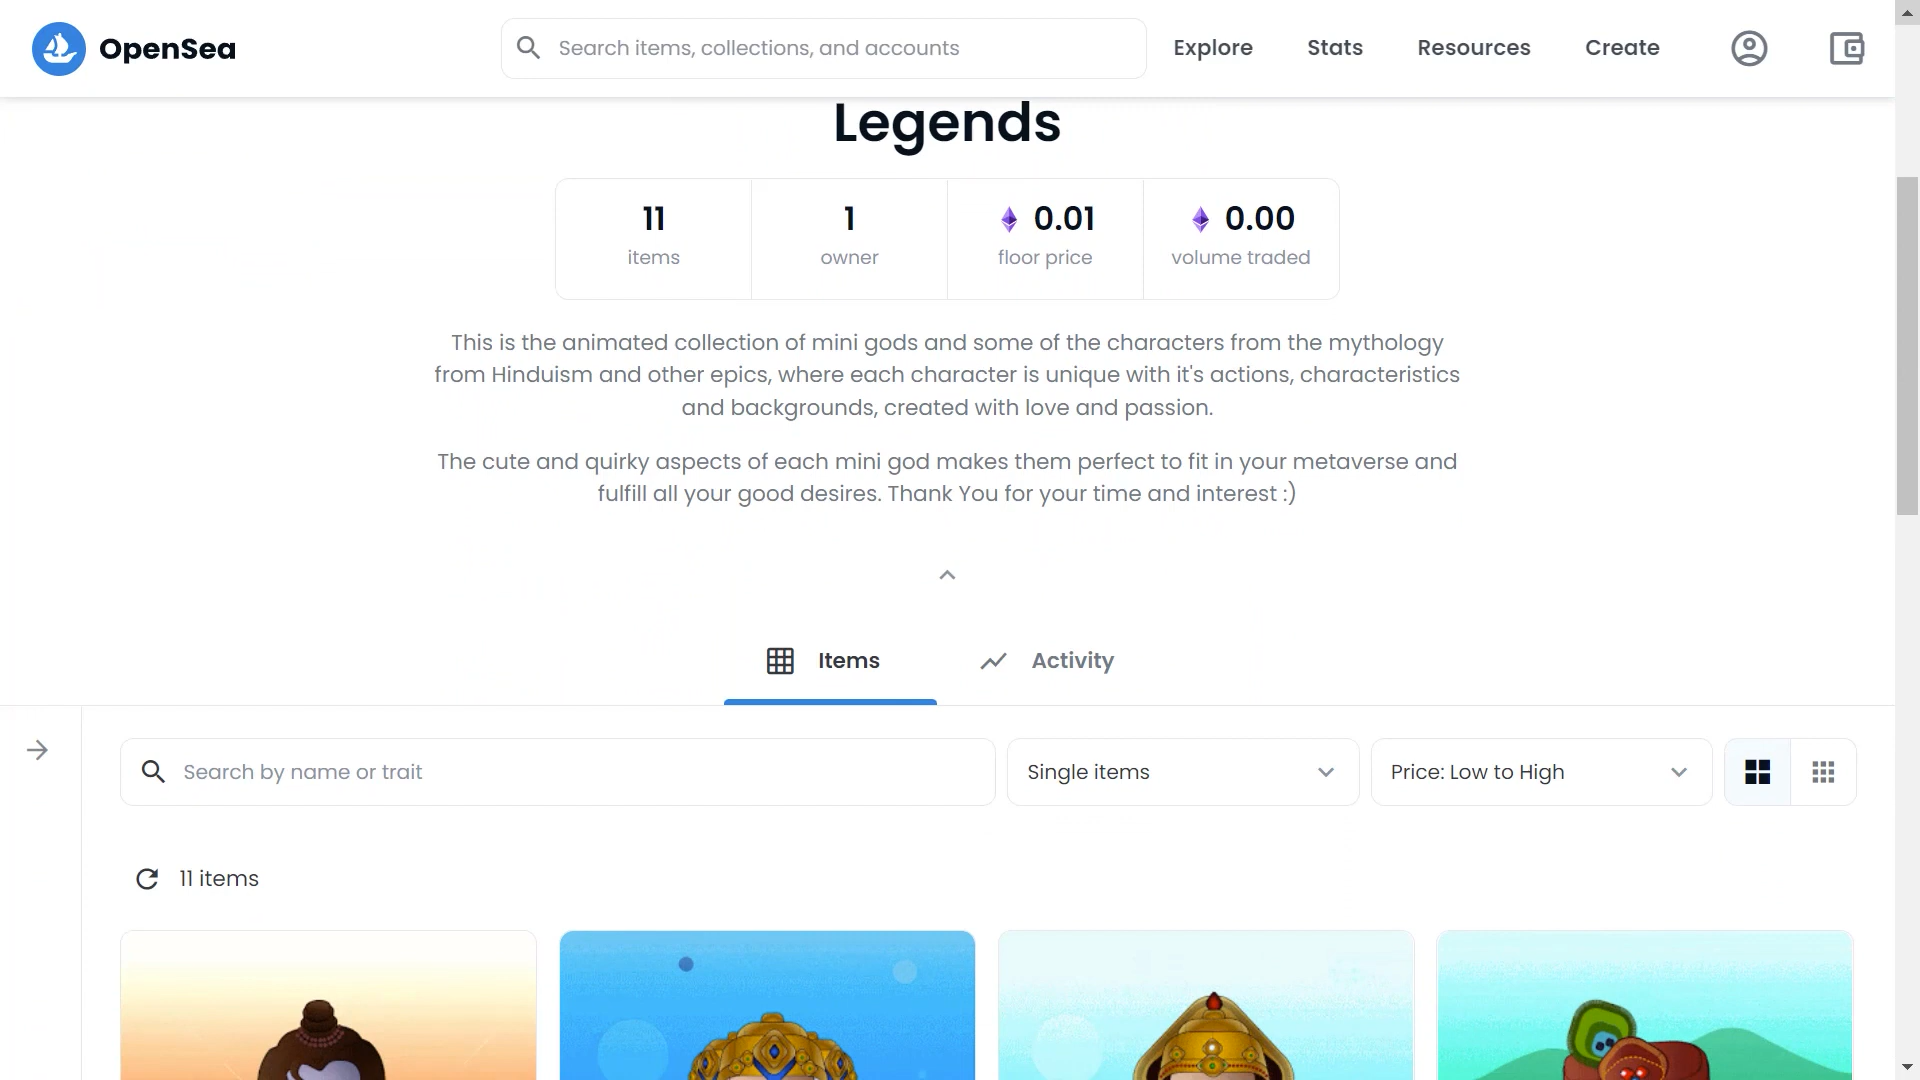 OpenSea
Search items, collections, and accounts
Explore
Stats
Resources
Create
Legends
11
items
1
owner
0.01
floor price
0.00
volume traded
This is the animated collection of mini gods and some of the characters from the mythology
from Hinduism and other epics, where each character is unique with it's actions, characteristics
and backgrounds, created with love and passion.
The cute and quirky aspects of each mini god makes them perfect to fit in your metaverse and
fulfill all your good desires. Thank You for your time and interest :)
Items
Activity
Search by name or trait
Single items
Price: Low to High
11 items